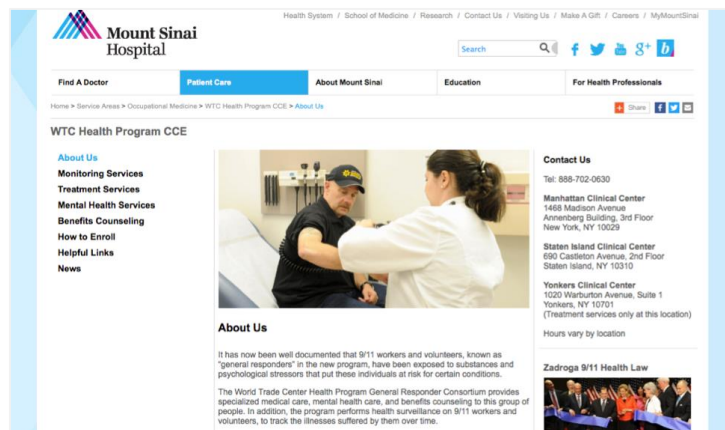 Health System / School of Medicine / Research / Contact Us / Visiting Us / Make A Gift / Careers / MyMountSinai
Mount Sinai
Hospital
Search
Find A Doctor
Patient Care
About Mount Sinai
Education
For Health Professionals
Home > Service Areas > Occupational Medicine > WTC Health Program CCE > About Us
Share
WTC Health Program CCE
About Us
Monitoring Services
Treatment Services
Mental Health Services
Benefits Counseling
How to Enroll
Helpful Links
News
About Us
It has now been well documented that 9/11 workers and volunteers, known as
"general responders" in the new program, have been exposed to substances and
psychological stressors that put these individuals at risk for certain conditions.
The World Trade Center Health Program General Responder Consortium provides
specialized medical care, mental health care, and benefits counseling to this group of
people. In addition, the program performs health surveillance on 9/11 workers and
volunteers, to track the illnesses suffered by them over time.
Contact Us
Tel: 888-702-0630
Manhattan Clinical Center
1468 Madison Avenue
Annenberg Building, 3rd Floor
New York, NY 10029
Staten Island Clinical Center
690 Castleton Avenue, 2nd Floor
Staten Island, NY 10310
Yonkers Clinical Center
1020 Warburton Avenue, Suite 1
Yonkers, NY 10701
(Treatment services only at this location)
Hours vary by location
Zadroga 9/11 Health Law